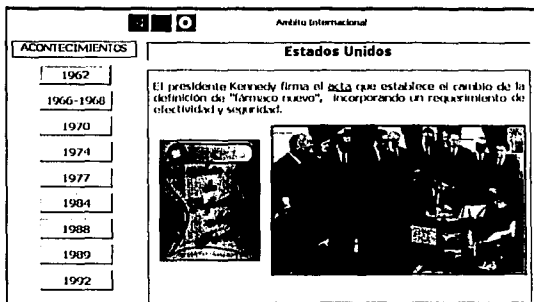 Ambito Internacional
ACONTECIMIENTOS
Estados Unidos
1962
1966-1968
1970
1974
1977
1984
1988
1989
1992
El presidente Kennedy firma el acta que establece el cambio de la
definición de "fármaco nuevo", incorporando un requerimiento de
efectividad y seguridad.